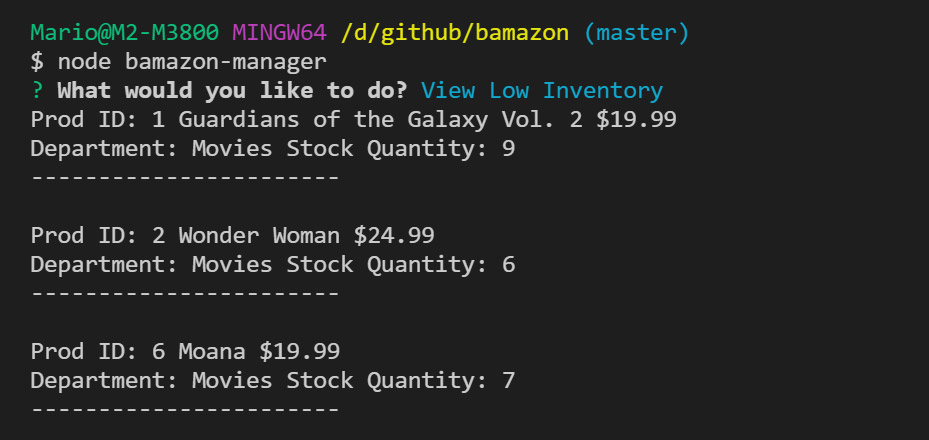 Mario@M2-M3800 MINGW64 /d/github/bamazon (master)
$ node bamazon-manager
? What would you like to do? View Low Inventory
Prod ID: 1 Guardians of the Galaxy Vol. 2 $19.99
Department: Movies Stock Quantity: 9
-----------------------
Prod ID: 2 Wonder Woman $24.99
Department: Movies Stock Quantity: 6
-----------------------
Prod ID: 6 Moana $19.99
Department: Movies Stock Quantity: 7
-----------------------